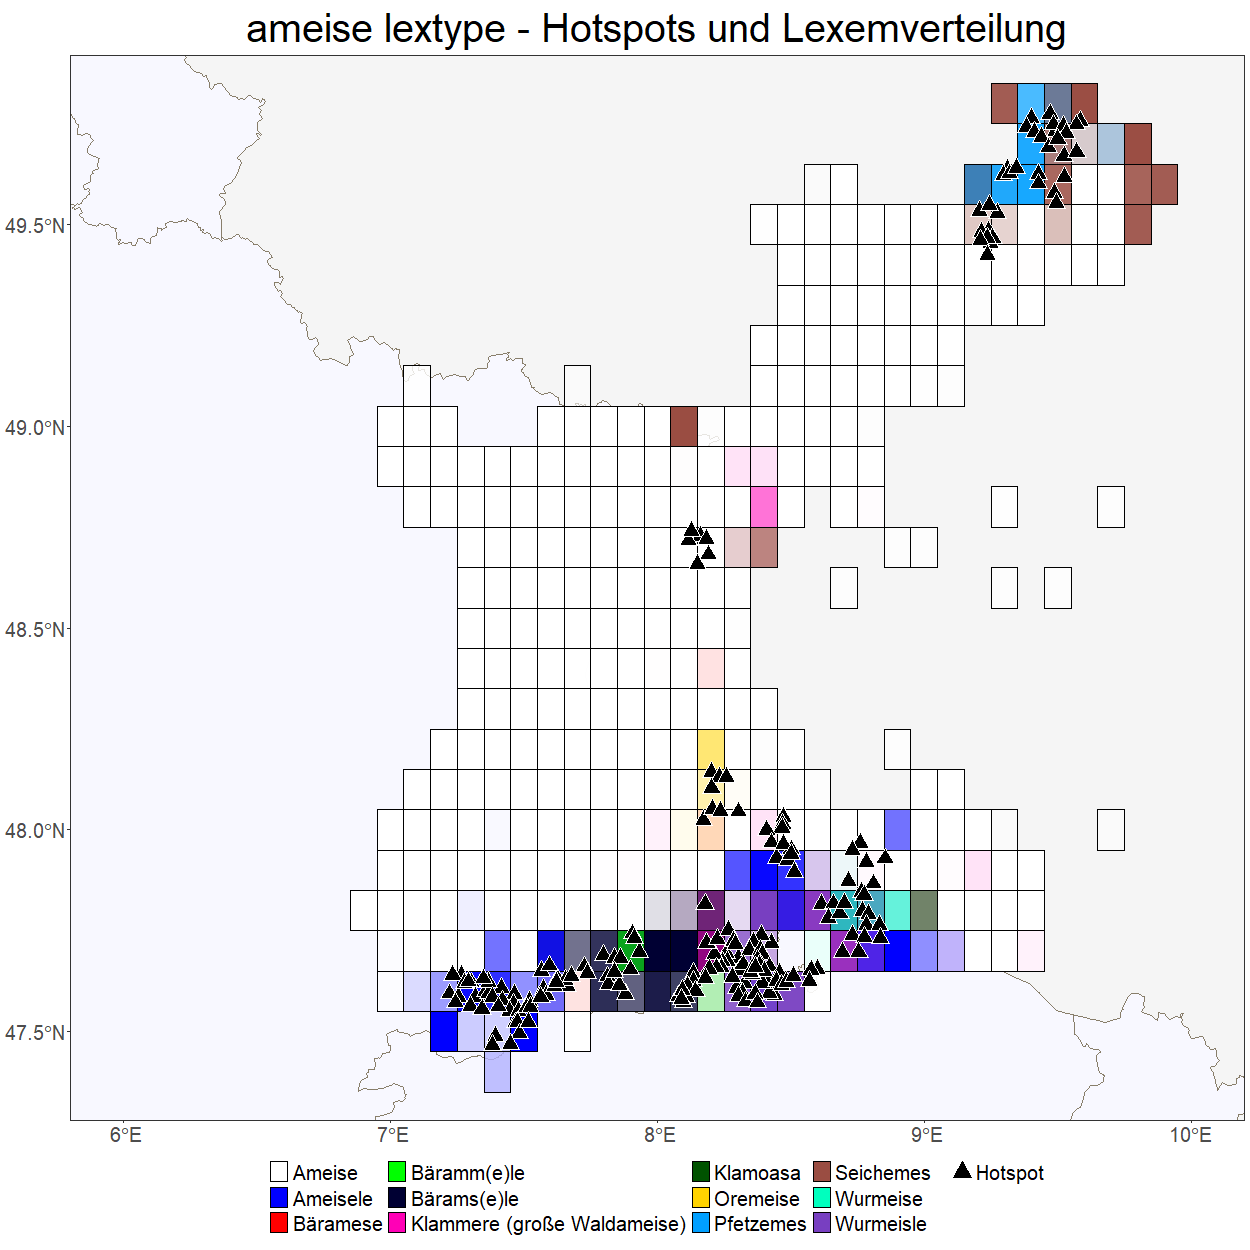 ameise lextype - Hotspots und Lexemverteilung
49.5°N
49.0°N
48.5°N
48.0°N
47.5°N
6°E 7°E 8°E 9°E 10°E
Ameise Bäramm(e)le Klamoasa Seichemes Hotspot
Ameisele Bärams(e)le Oremeise Wurmeise
Bäramese Klammere (große Waldameise) Pfetzemes Wurmeisle